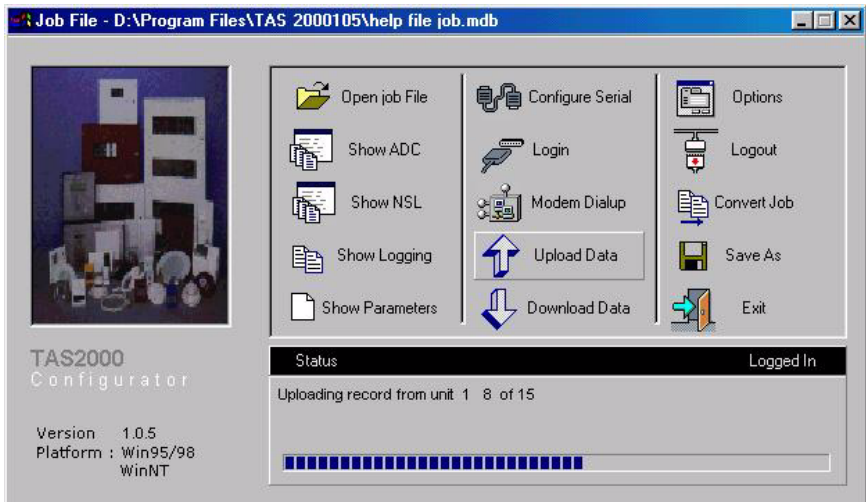 Job File - D:\Program Files\TAS 2000105\help file job.mdb
Open job File
Show ADC
Show NSL
Show Logging
Show Parameters
Configure Serial
Login
Modem Dialup
Upload Data
Download Data
Options
Logout
Convert Job
Save As
Exit
TAS2000
Configurator
Version 1.0.5
Platform : Win95/98
WinNT
Status Logged In
Uploading record from unit 1 8 of 15